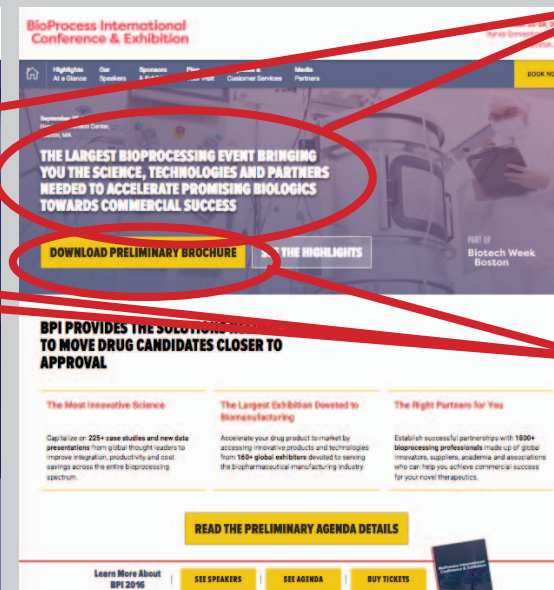 BioProcess International
Conference & Exhibition
Highlights
At a Glance
Our
Speakers
Sponsors
Customer Services
Media
Partners
BOOK NO
THE LARGEST BIOPROCESSING EVENT BRINGING
YOU THE SCIENCE, TECHNOLOGIES AND PARTNERS
NEEDED TO ACCELERATE PROMISING BIOLOGICS
TOWARDS COMMERCIAL SUCCESS
DOWNLOAD PRELIMINARY BROCHURE
THE HIGHLIGHTS
PART OF
Biotech Week
Boston
BPI PROVIDES THE
TO MOVE DRUG CANDIDATES CLOSER TO
APPROVAL
The Most Innovative Science
Capitalize on 225+ case studies and new data
presentations from global thought leaders to
improve integration, productivity and cost
savings across the entire bioprocessing
spectrum.
The Largest Exhibition Devoted to
Biomanufacturing
Accelerate your drug product to market by
accessing innovative products and technologies
from 160+ global exhibitors devoted to serving
the biopharmaceutical manufacturing industry.
The Right Partners for You
Establish successful partnerships with 1830+
bioprocessing professionals made up of global
innovators, suppliers, academia and associations
who can help you achieve commercial success
for your novel therapeutics.
READ THE PRELIMINARY AGENDA DETAILS
Learn More About
BPI 2016
SEE SPEAKERS
SEE AGENDA
BUY TICKETS
BioProcess International
Conference & Exhibition